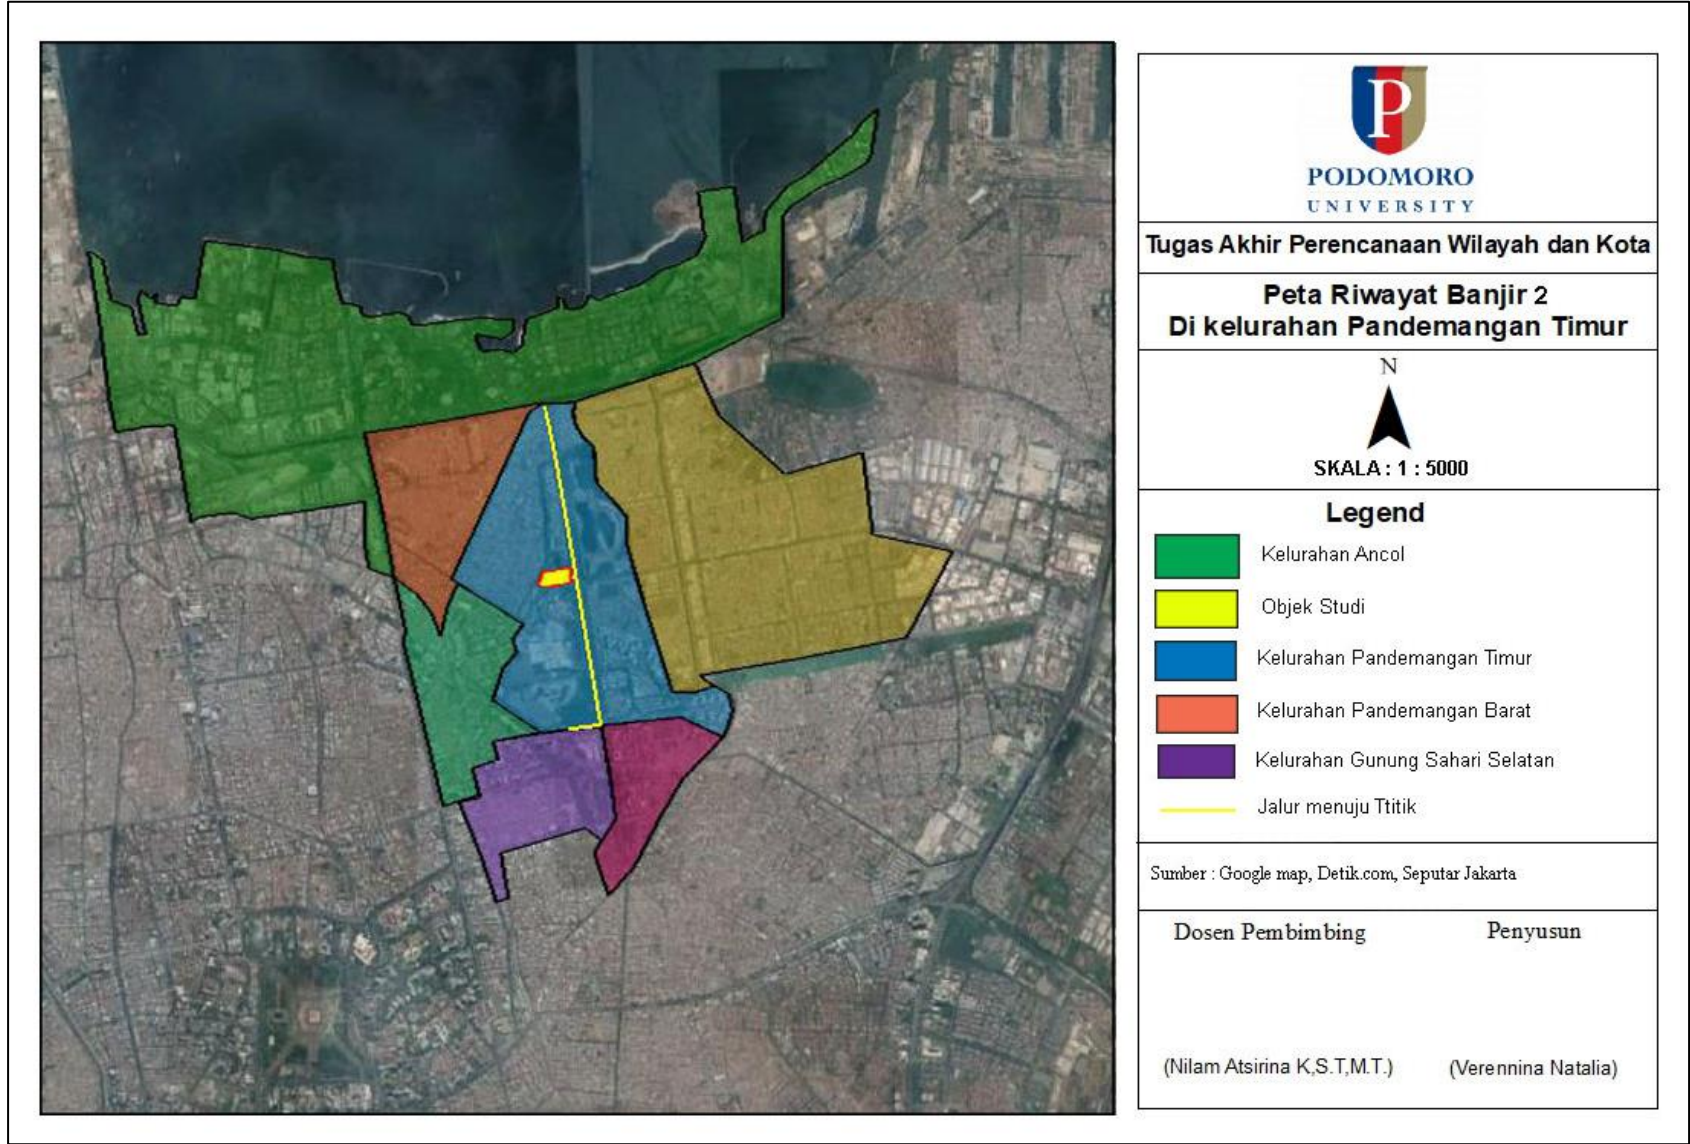 P
PODOMORO
UNIVERSITY
Tugas Akhir Perencanaan Wilayah dan Kota
Peta Riwayat Banjir 2
Di kelurahan Pandemangan Timur
N
SKALA : 1 : 5000
Legend
Kelurahan Ancol
Objek Studi
Kelurahan Pandemangan Timur
Kelurahan Pandemangan Barat
Kelurahan Gunung Sahari Selatan
Jalur menuju Ttitik
Sumber : Google map, Detik.com, Seputar Jakarta
Dosen Pembimbing Penyusun
(Nilam Atsirina K,S.T,M.T.) (Verennina Natalia)